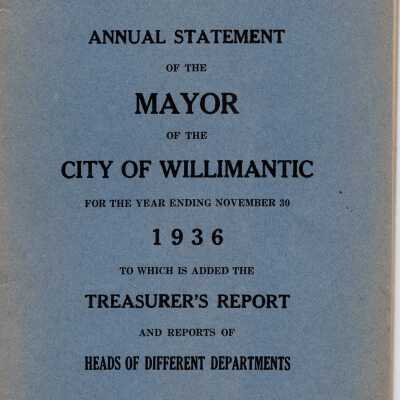 ANNUAL STATEMENT
OF THE
MAYOR
OF THE
CITY OF WILLIMANTIC
FOR THE YEAR ENDING NOVEMBER 30
1936
TO WHICH IS ADDED THE
TREASURER'S REPORT
AND REPORTS OF
HEADS OF DIFFERENT DEPARTMENTS